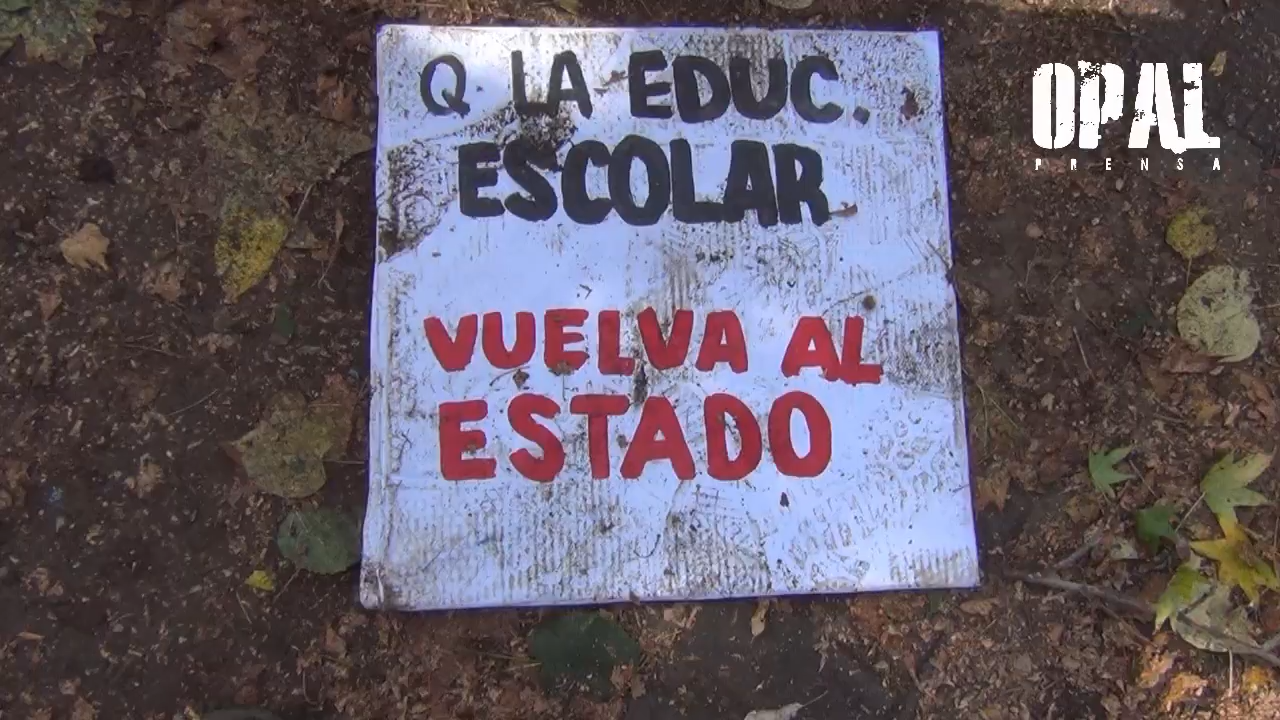 Q LA EDUC.
ESCOLAR
VUELVA AL
ESTADO
OPAL
PRENSA